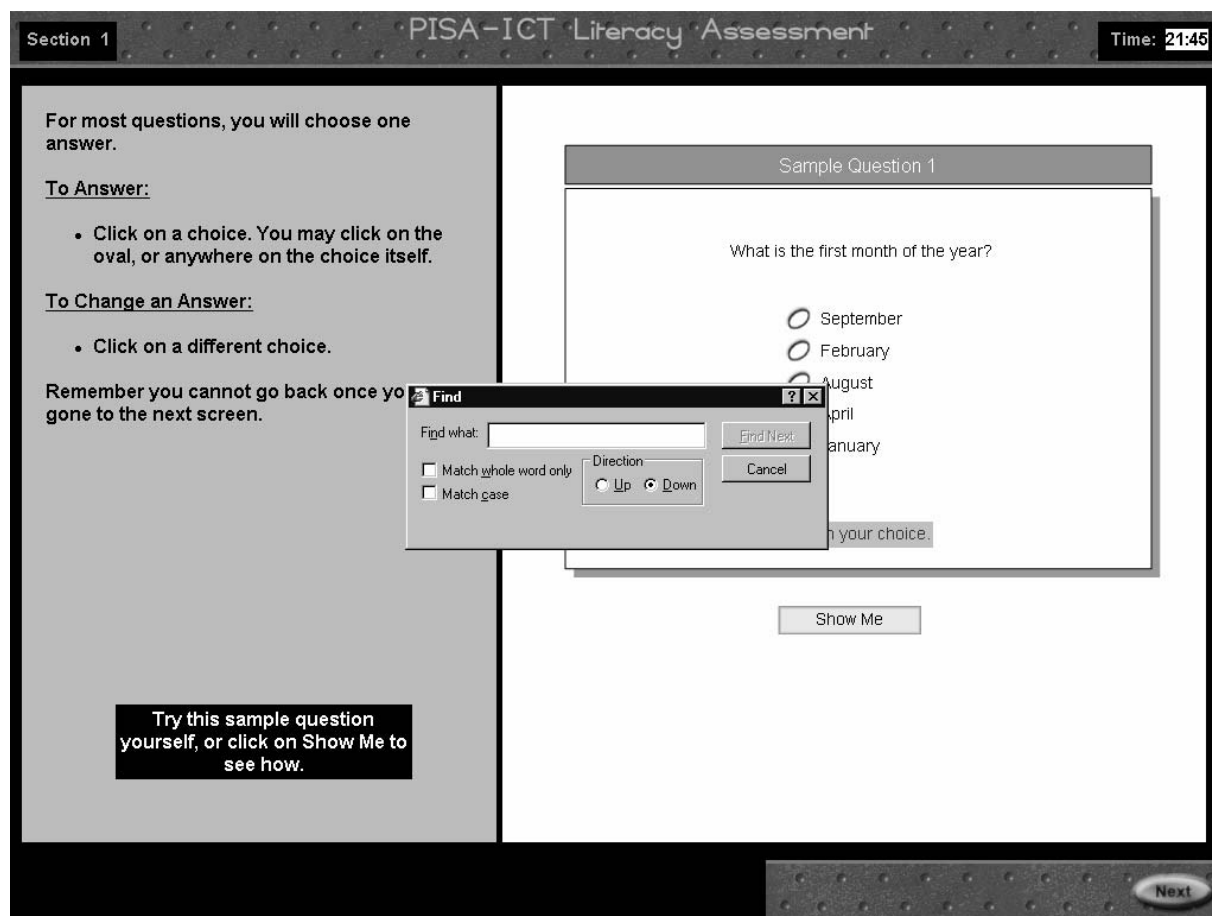 Section 1
PISA-ICT Literacy Assessment
Time: 21:45
For most questions, you will choose one
answer.
To Answer:
• Click on a choice. You may click on the
oval, or anywhere on the choice itself.
To Change an Answer:
• Click on a different choice.
Remember you cannot go back once yo
gone to the next screen.
Try this sample question
yourself, or click on Show Me to
see how.
Sample Question 1
What is the first month of the year?
September
February
August
pril
anuary
your choice.
Show Me
Find
Find what:
Find Next
Match whole word only
Match case
Direction
Up Down
Cancel
Next